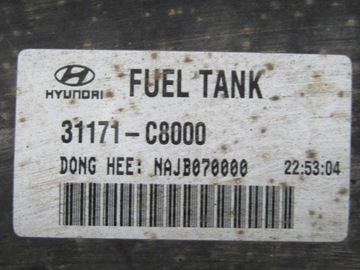 HYUNDAI FUEL TANK
31171-C8000
DONG HEE: NAJB070000 22:53:04